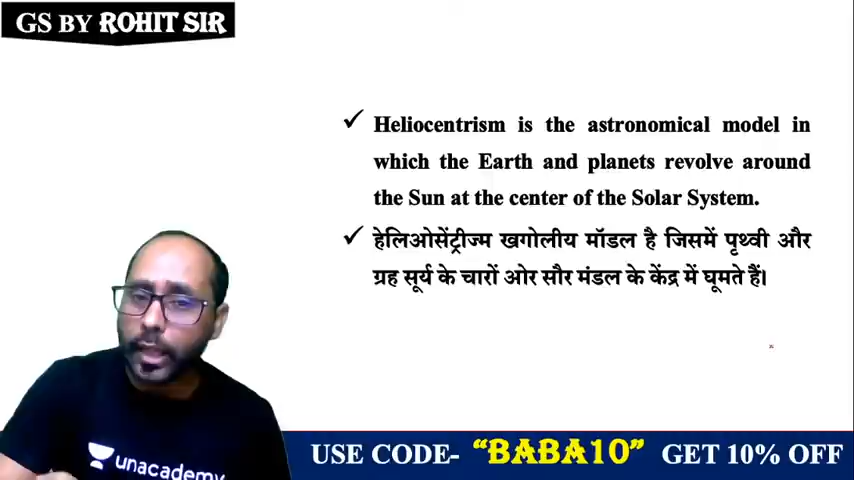 GS BY ROHIT SIR
✓ Heliocentrism is the astronomical model in
which the Earth and planets revolve around
the Sun at the center of the Solar System.
✓ हेलिओसेंट्रीज्म खगोलीय मॉडल है जिसमें पृथ्वी और
ग्रह सूर्य के चारों ओर सौर मंडल के केंद्र में घूमते हैं।
unacademy
USE CODE- “BABA10” GET 10% OFF